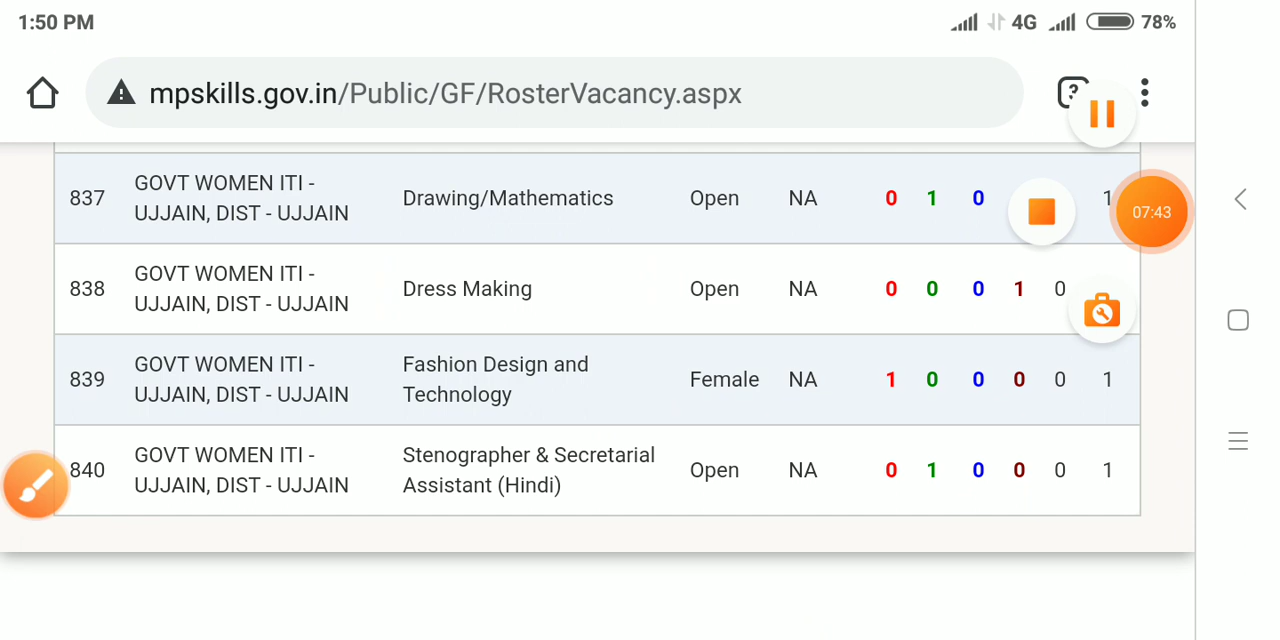 1:50 PM 4G 78%
mpskills.gov.in/Public/GF/RosterVacancy.aspx ?
837 GOVT WOMEN ITI - UJJAIN, DIST - UJJAIN Drawing/Mathematics Open NA 0 1 0 1
07:43
838 GOVT WOMEN ITI - UJJAIN, DIST - UJJAIN Dress Making Open NA 0 0 0 1 0
839 GOVT WOMEN ITI - UJJAIN, DIST - UJJAIN Fashion Design and Technology Female NA 1 0 0 0 0 1
840 GOVT WOMEN ITI - UJJAIN, DIST - UJJAIN Stenographer & Secretarial Assistant (Hindi) Open NA 0 1 0 0 0 1